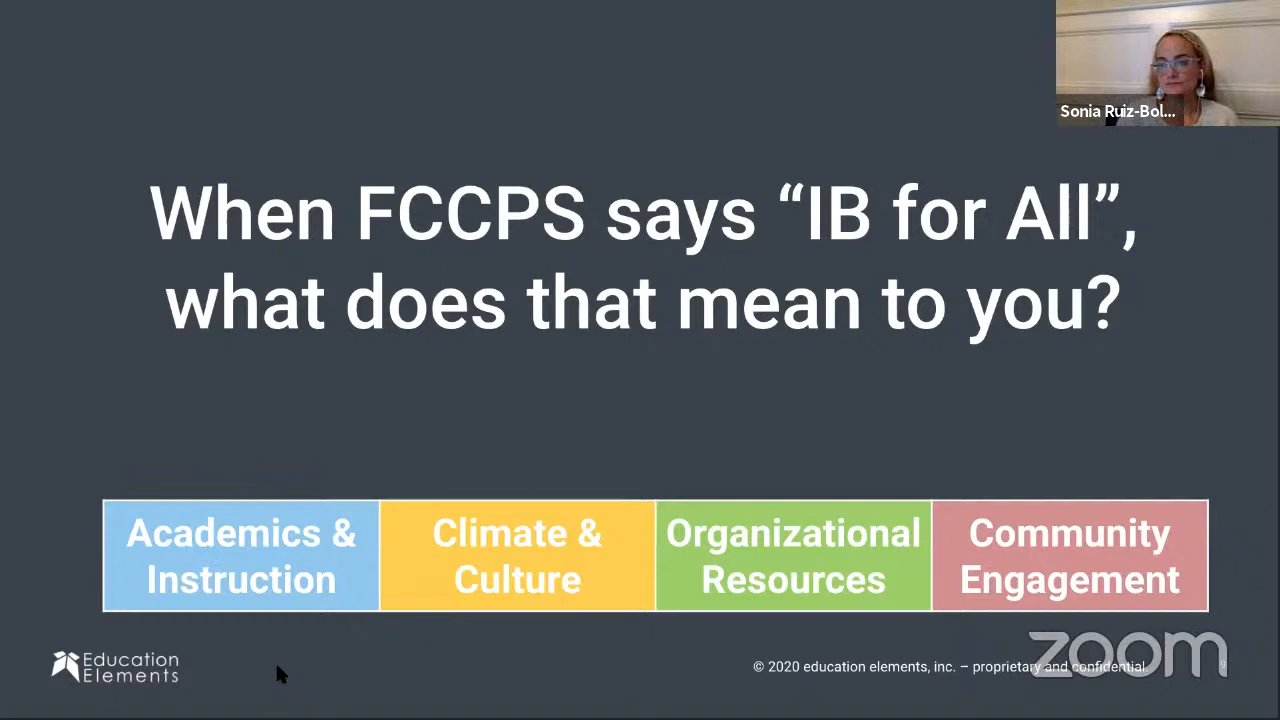 Sonia Ruiz-Bol...
When FCCPS says “IB for All”,
what does that mean to you?
Academics &
Instruction
Climate &
Culture
Organizational
Resources
Community
Engagement
Education
Elements
© 2020 education elements, inc. – proprietary and confidential.
9
zoom